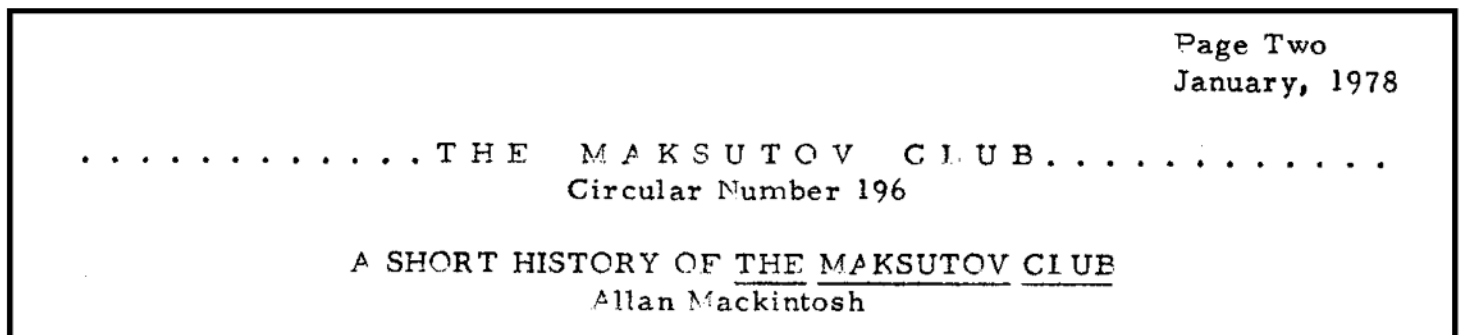 Page Two
January, 1978
. . . . . . . . . . . . . T H E   M A K S U T O V   C L U B . . . . . . . . . . . . .
Circular Number 196
A SHORT HISTORY OF THE MAKSUTOV CLUB
Allan Mackintosh